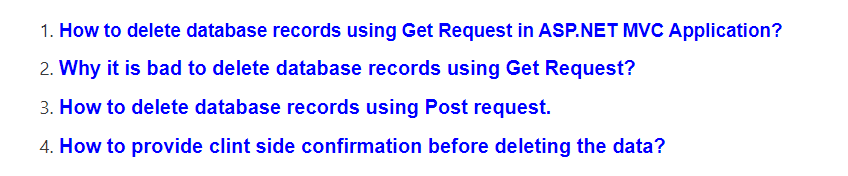 1. How to delete database records using Get Request in ASP.NET MVC Application?
2. Why it is bad to delete database records using Get Request?
3. How to delete database records using Post request.
4. How to provide clint side confirmation before deleting the data?